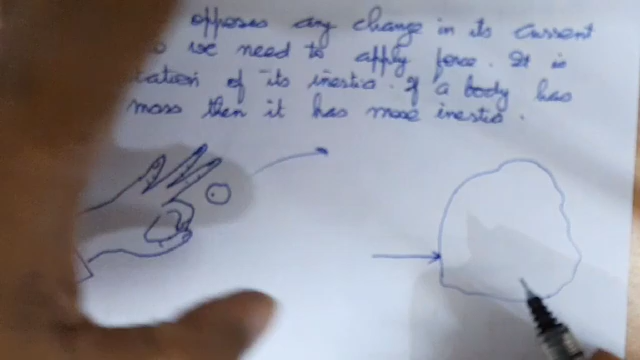 opposes any change in its current
so we need to apply force. It is
of its inertia. If a body has
mass then it has more inertia.